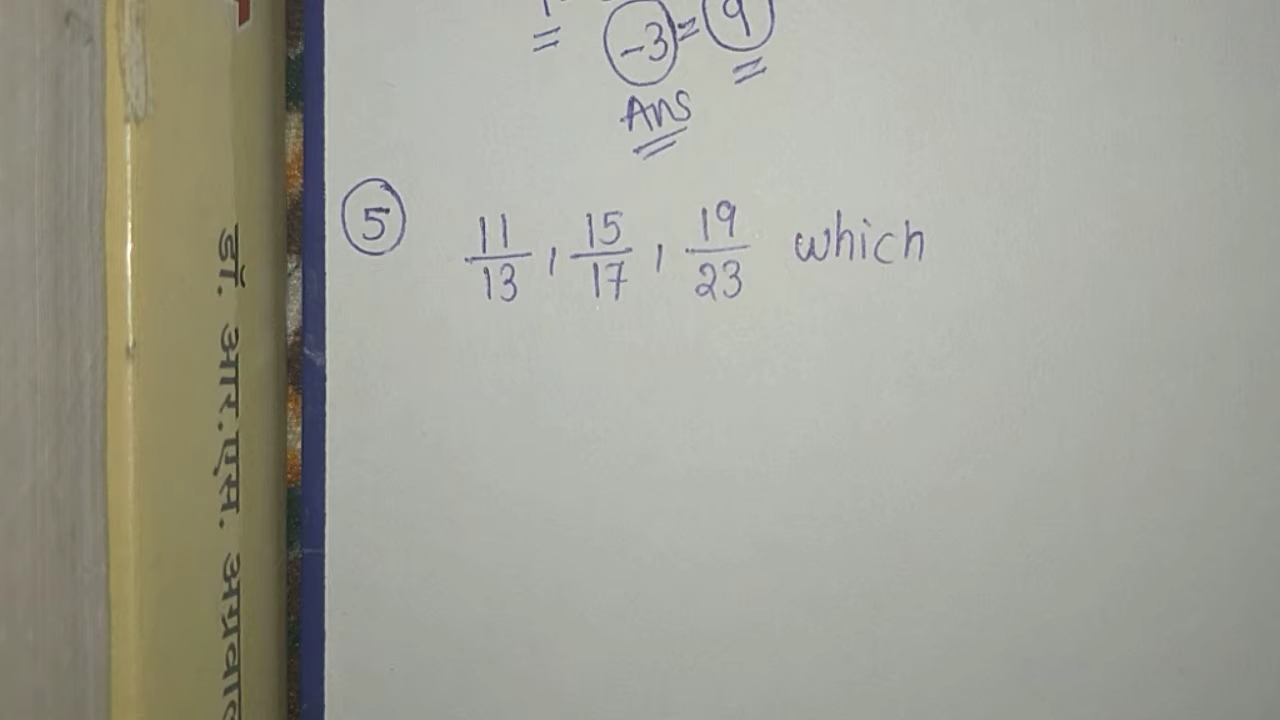 = -3 = 9
=
Ans
5 11/13, 15/17, 19/23 which
डॉ. आर.एस. अग्रवाल